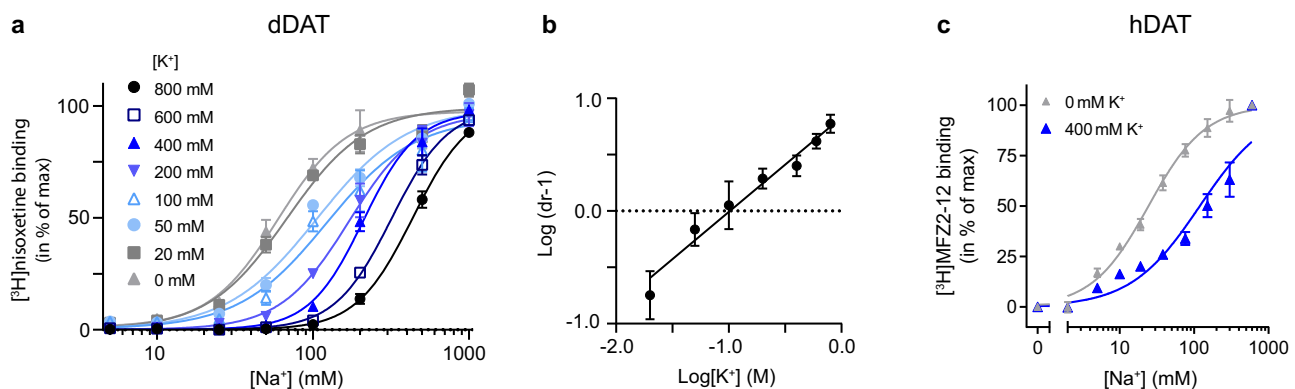 a
dDAT
[³H]nisoxetine binding
(in % of max)
100
50
0
[K⁺]
800 mM
600 mM
400 mM
200 mM
100 mM
50 mM
20 mM
0 mM
10
100
1000
[Na⁺] (mM)
b
Log (dr-1)
1.0
0.0
-1.0
-2.0
-1.0
0.0
Log[K⁺] (M)
c
hDAT
[³H]MFZ2-12 binding
(in % of max)
100
75
50
25
0
0 mM K⁺
400 mM K⁺
0
10
100
1000
[Na⁺] (mM)